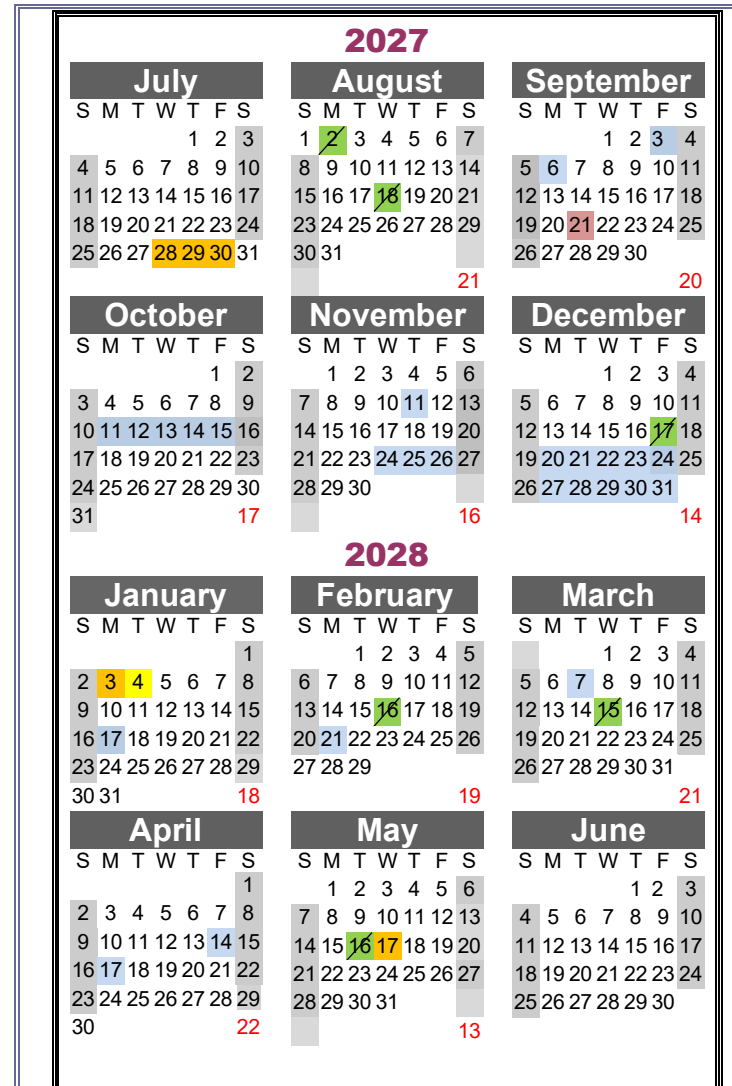 2027
July
S M T W T F S
1 2 3
4 5 6 7 8 9 10
11 12 13 14 15 16 17
18 19 20 21 22 23 24
25 26 27 28 29 30 31
August
S M T W T F S
1 2 3 4 5 6 7
8 9 10 11 12 13 14
15 16 17 18 19 20 21
23 24 25 26 27 28 29
30 31
21
September
S M T W T F S
1 2 3 4
5 6 7 8 9 10 11
12 13 14 15 16 17 18
19 20 21 22 23 24 25
26 27 28 29 30
20
October
S M T W T F S
1 2
3 4 5 6 7 8 9
10 11 12 13 14 15 16
17 18 19 20 21 22 23
24 25 26 27 28 29 30
31 17
November
S M T W T F S
1 2 3 4 5 6
7 8 9 10 11 12 13
14 15 16 17 18 19 20
21 22 23 24 25 26 27
28 29 30
16
December
S M T W T F S
1 2 3 4
5 6 7 8 9 10 11
12 13 14 15 16 17 18
19 20 21 22 23 24 25
26 27 28 29 30 31
14
2028
January
S M T W T F S
1
2 3 4 5 6 7 8
9 10 11 12 13 14 15
16 17 18 19 20 21 22
23 24 25 26 27 28 29
30 31 18
February
S M T W T F S
1 2 3 4 5
6 7 8 9 10 11 12
13 14 15 16 17 18 19
20 21 22 23 24 25 26
27 28 29
19
March
S M T W T F S
1 2 3 4
5 6 7 8 9 10 11
12 13 14 15 16 17 18
19 20 21 22 23 24 25
26 27 28 29 30 31
21
April
S M T W T F S
1
2 3 4 5 6 7 8
9 10 11 12 13 14 15
16 17 18 19 20 21 22
23 24 25 26 27 28 29
30 22
May
S M T W T F S
1 2 3 4 5 6
7 8 9 10 11 12 13
14 15 16 17 18 19 20
21 22 23 24 25 26 27
28 29 30 31
13
June
S M T W T F S
1 2 3
4 5 6 7 8 9 10
11 12 13 14 15 16 17
18 19 20 21 22 23 24
25 26 27 28 29 30